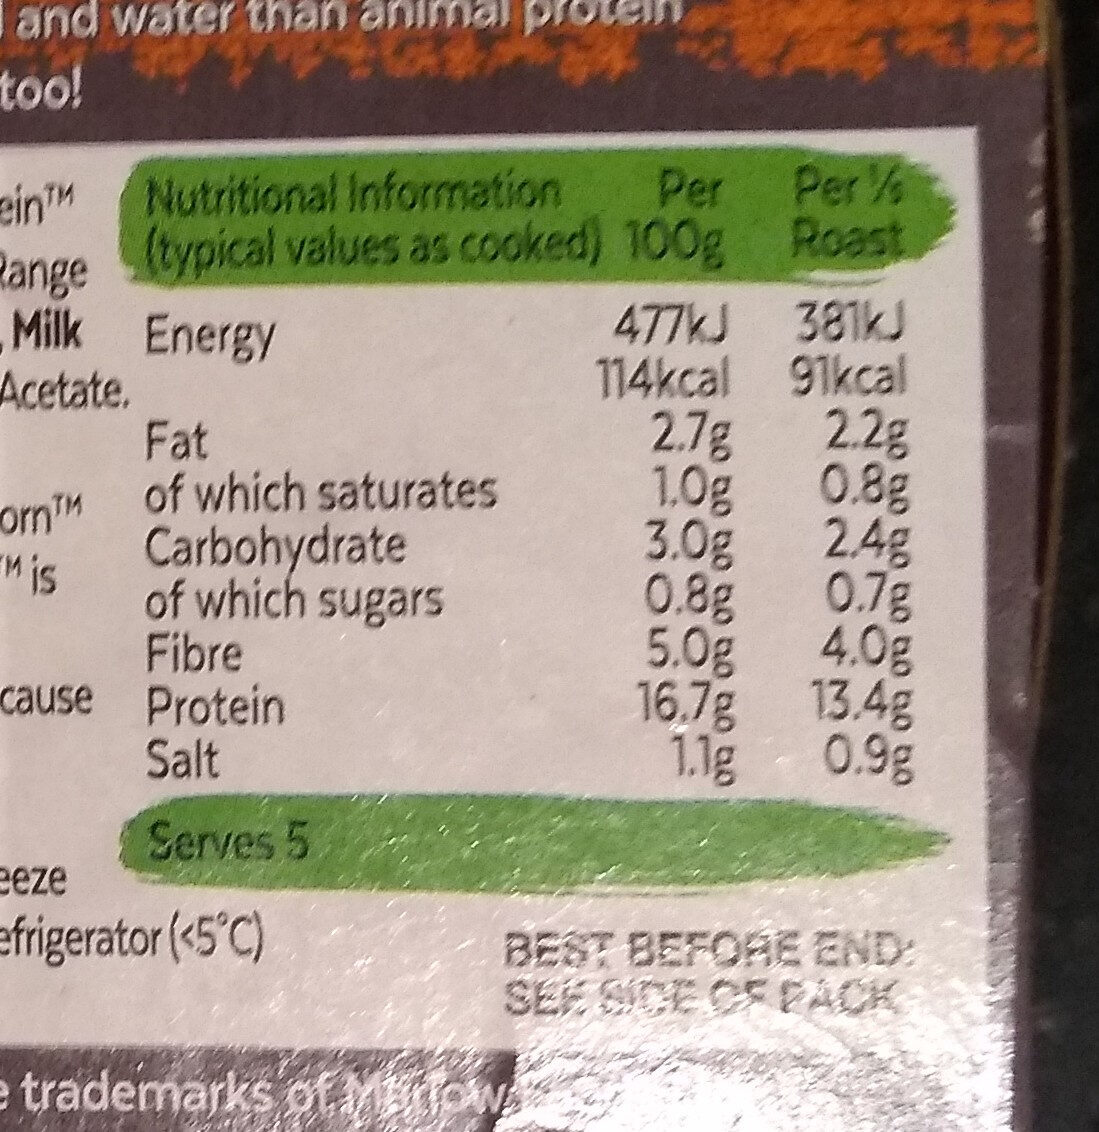 and water than animal protein
too!
ein™
Range
, Milk
Acetate.
orn™
™ is
cause
eeze
efrigerator (<5°C)
Nutritional Information Per Per ⅕
(typical values as cooked) 100g Roast
Energy 477kJ 381kJ
114kcal 91kcal
Fat 2.7g 2.2g
of which saturates 1.0g 0.8g
Carbohydrate 3.0g 2.4g
of which sugars 0.8g 0.7g
Fibre 5.0g 4.0g
Protein 16.7g 13.4g
Salt 1.1g 0.9g
Serves 5
BEST BEFORE END:
SEE SIDE OF PACK
e trademarks of Marlow